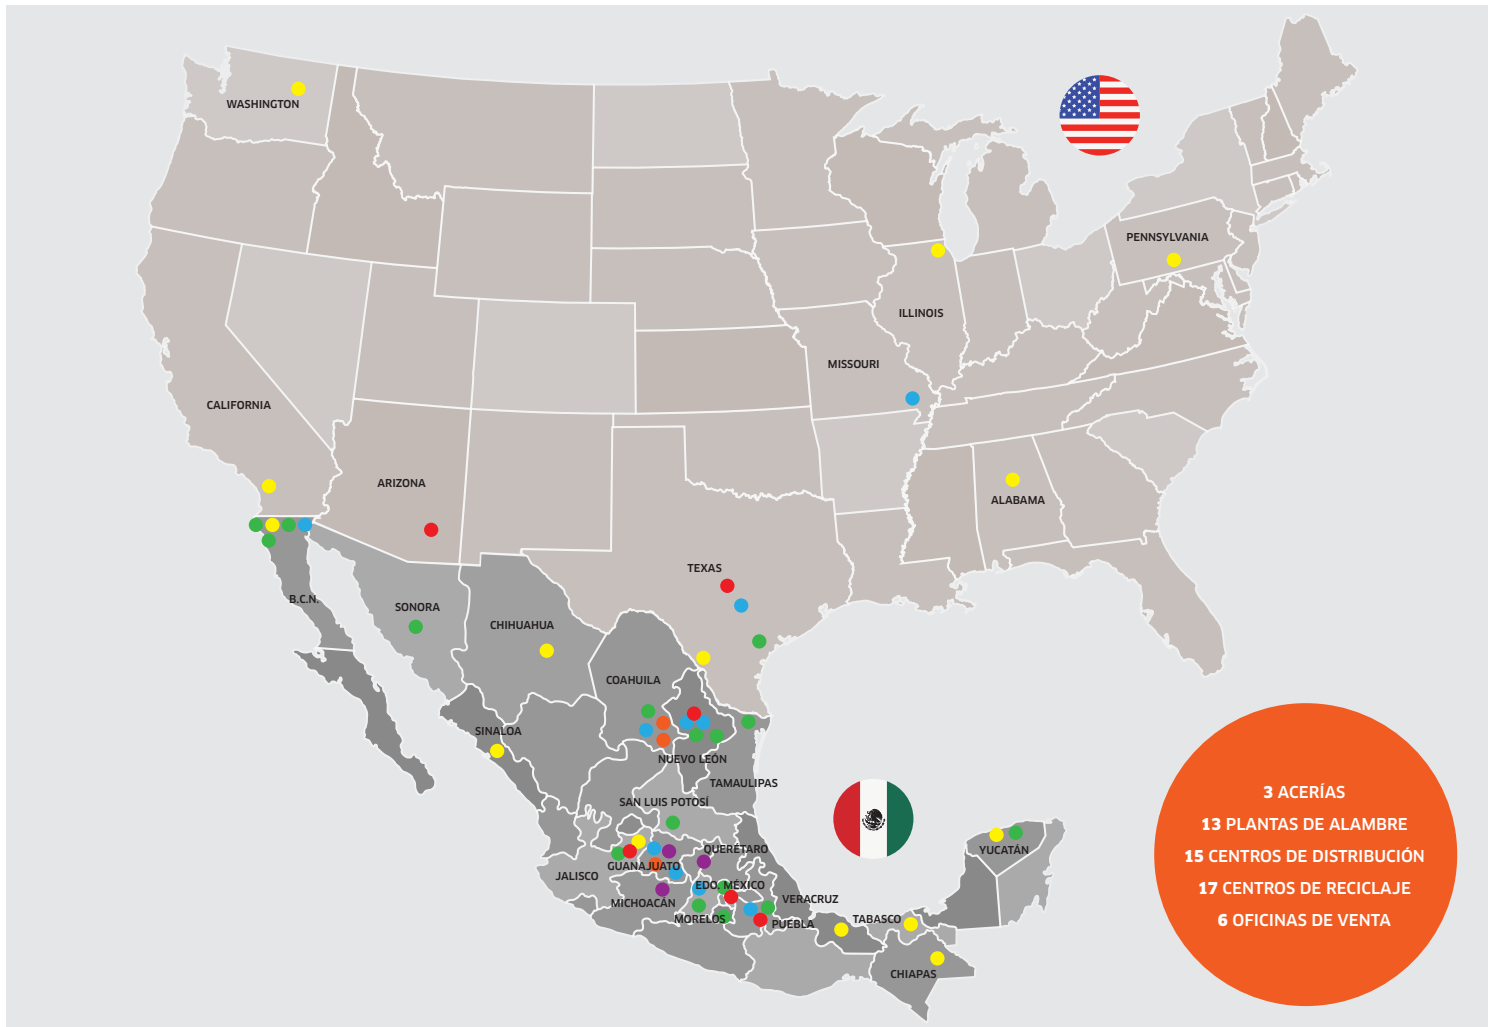 WASHINGTON
PENNSYLVANIA
ILLINOIS
MISSOURI
CALIFORNIA
ARIZONA
ALABAMA
TEXAS
B.C.N.
SONORA
CHIHUAHUA
COAHUILA
SINALOA
NUEVO LEÓN
TAMAULIPAS
SAN LUIS POTOSÍ
QUERÉTARO
YUCATÁN
GUANAJUATO
JALISCO
EDO. MÉXICO
MICHOACÁN
VERACRUZ
MORELOS
PUEBLA
TABASCO
CHIAPAS
3 ACERÍAS
13 PLANTAS DE ALAMBRE
15 CENTROS DE DISTRIBUCIÓN
17 CENTROS DE RECICLAJE
6 OFICINAS DE VENTA